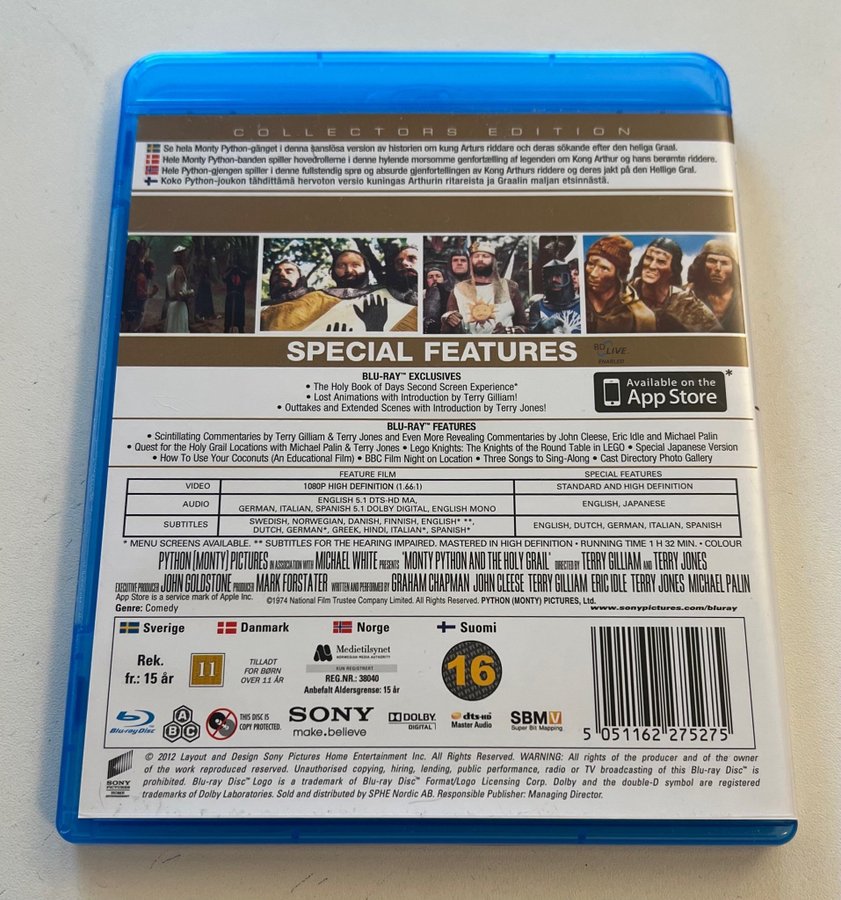 COLLECTORS EDITION
Se hela Monty Python-gänget i denna sanslösa version av historien om kung Arturs riddare och deras sökande efter den heliga Graal.
Hele Monty Python-banden spiller hovedrollerne i denne hylende morsomme genfortælling af legenden om Kong Arthur og hans berømte riddere.
Hele Python-gjengen spiller i denne fullstendig sprø og absurde gjenfortellingen av Kong Arthurs riddere og deres jakt på den Hellige Gral.
Koko Python-joukon tähdittämä hervoton versio kuningas Arthurin ritareista ja Graalin maljan etsinnästä.
SPECIAL FEATURES
BD LIVE
ENABLED
BLU-RAY™ EXCLUSIVES
• The Holy Book of Days Second Screen Experience*
• Lost Animations with Introduction by Terry Gilliam!
• Outtakes and Extended Scenes with Introduction by Terry Jones!
Available on the
App Store
*
BLU-RAY™ FEATURES
• Scintillating Commentaries by Terry Gilliam & Terry Jones and Even More Revealing Commentaries by John Cleese, Eric Idle and Michael Palin
• Quest for the Holy Grail Locations with Michael Palin & Terry Jones • Lego Knights: The Knights of the Round Table in LEGO • Special Japanese Version
• How To Use Your Coconuts (An Educational Film) • BBC Film Night on Location • Three Songs to Sing-Along • Cast Directory Photo Gallery
FEATURE FILM SPECIAL FEATURES
VIDEO 1080P HIGH DEFINITION (1.66:1) STANDARD AND HIGH DEFINITION
AUDIO ENGLISH 5.1 DTS-HD MA,
GERMAN, ITALIAN, SPANISH 5.1 DOLBY DIGITAL, ENGLISH MONO ENGLISH, JAPANESE
SUBTITLES SWEDISH, NORWEGIAN, DANISH, FINNISH, ENGLISH* **,
DUTCH, GERMAN*, GREEK, HINDI, ITALIAN*, SPANISH* ENGLISH, DUTCH, GERMAN, ITALIAN, SPANISH
* MENU SCREENS AVAILABLE. ** SUBTITLES FOR THE HEARING IMPAIRED. MASTERED IN HIGH DEFINITION • RUNNING TIME 1 H 32 MIN. • COLOUR
PYTHON (MONTY) PICTURES IN ASSOCIATION WITH MICHAEL WHITE PRESENTS "MONTY PYTHON AND THE HOLY GRAIL" DIRECTED BY TERRY GILLIAM AND TERRY JONES
EXECUTIVE PRODUCER JOHN GOLDSTONE PRODUCER MARK FORSTATER WRITTEN AND PERFORMED BY GRAHAM CHAPMAN JOHN CLEESE TERRY GILLIAM ERIC IDLE TERRY JONES MICHAEL PALIN
App Store is a service mark of Apple Inc. ©1974 National Film Trustee Company Limited. All Rights Reserved. PYTHON (MONTY) PICTURES, Ltd.
Genre: Comedy www.sonypictures.com/bluray
Sverige Danmark Norge Suomi
Rek.
fr.: 15 år
11
TILLADT
FOR BØRN
OVER 11 ÅR
Medietilsynet
NORWEGIAN MEDIA AUTHORITY
KUN REGISTRERT
REG.NR.: 38040
Anbefalt Aldersgrense: 15 år
16
Blu-ray Disc
A B C
THIS DISC IS
COPY PROTECTED.
SONY
make.believe
DOLBY
DIGITAL
dts-HD
Master Audio
SBMV
Super Bit Mapping
5 051162 275275
SONY
PICTURES
© 2012 Layout and Design Sony Pictures Home Entertainment Inc. All Rights Reserved. WARNING: All rights of the producer and of the owner
of the work reproduced reserved. Unauthorised copying, hiring, lending, public performance, radio or TV broadcasting of this Blu-ray Disc™ is
prohibited. Blu-ray Disc™ Logo is a trademark of Blu-ray Disc™ Format/Logo Licensing Corp. Dolby and the double-D symbol are registered
trademarks of Dolby Laboratories. Sold and distributed by SPHE Nordic AB. Responsible Publisher: Managing Director.